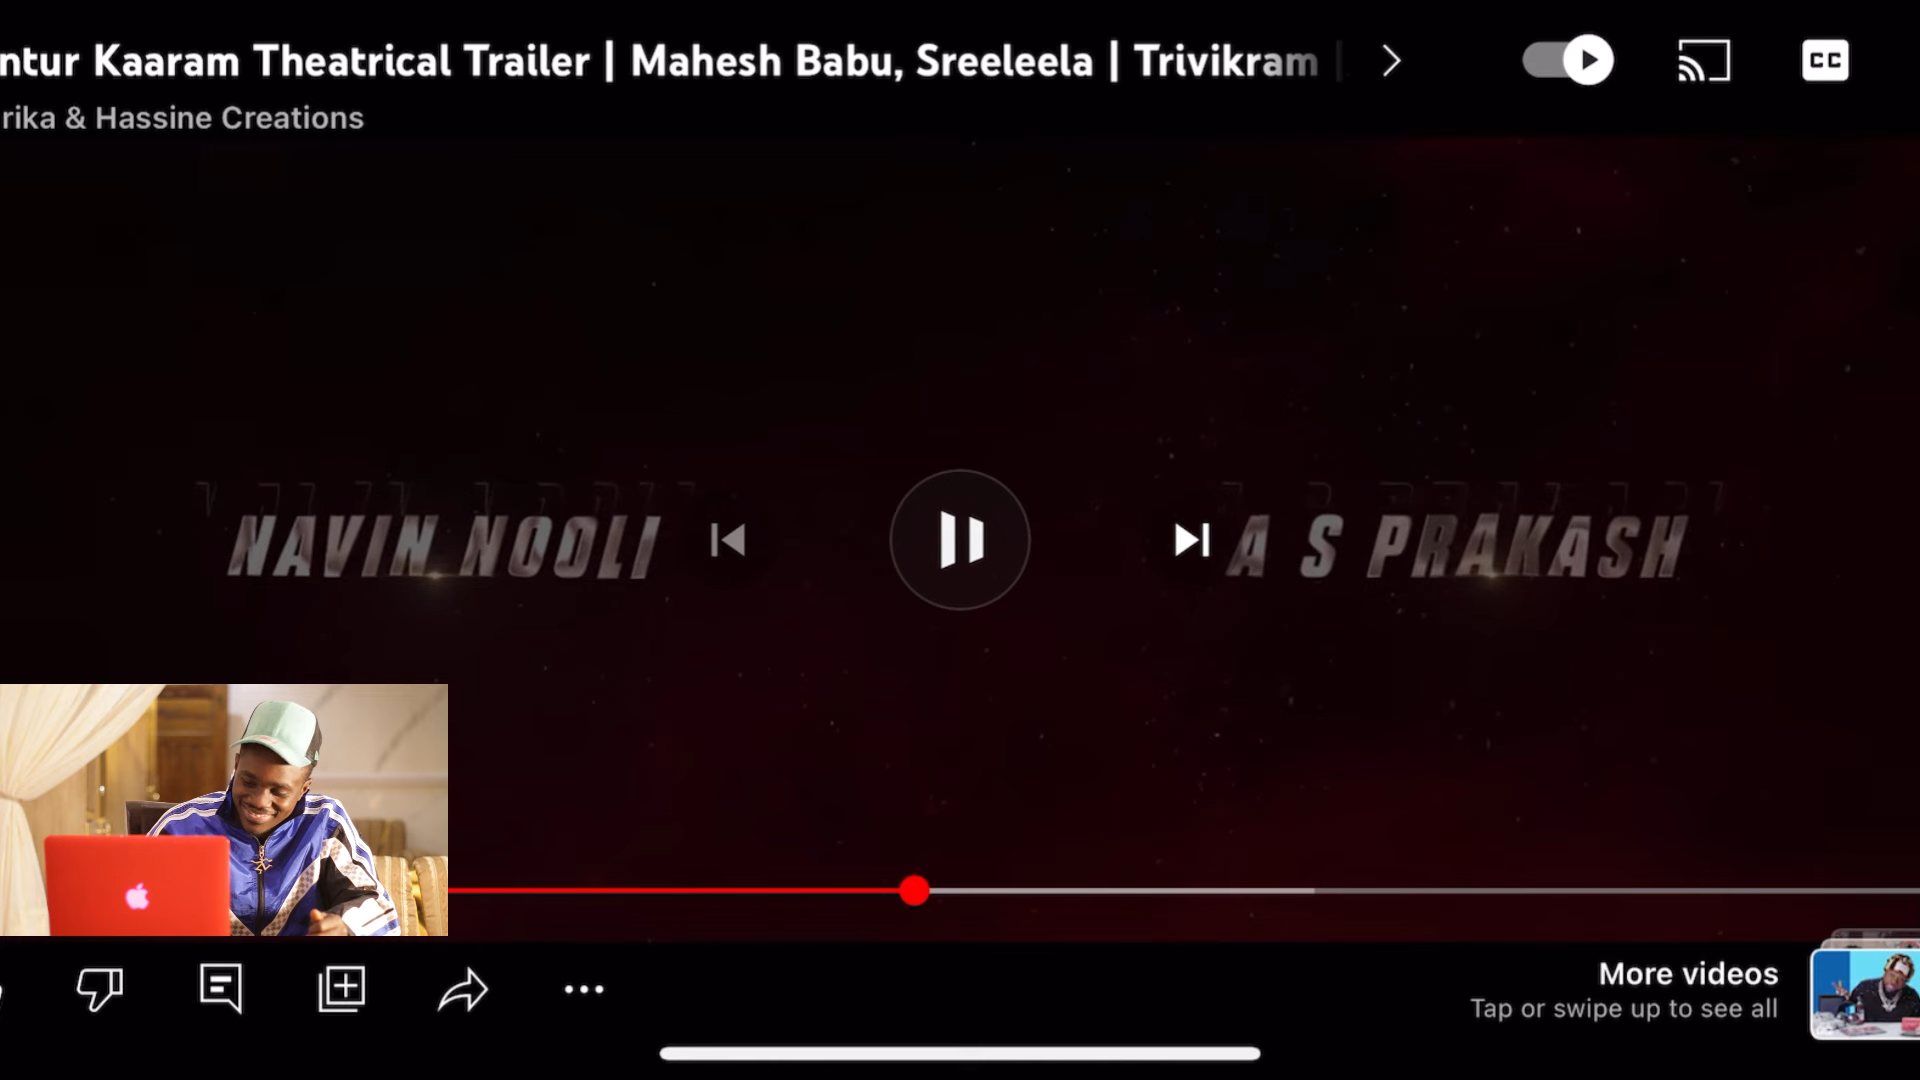 ntur Kaaram Theatrical Trailer | Mahesh Babu, Sreeleela | Trivikram |
CC
rika & Hassine Creations
NAVIN NOOLI
A S PRAKASH
More videos
Tap or swipe up to see all